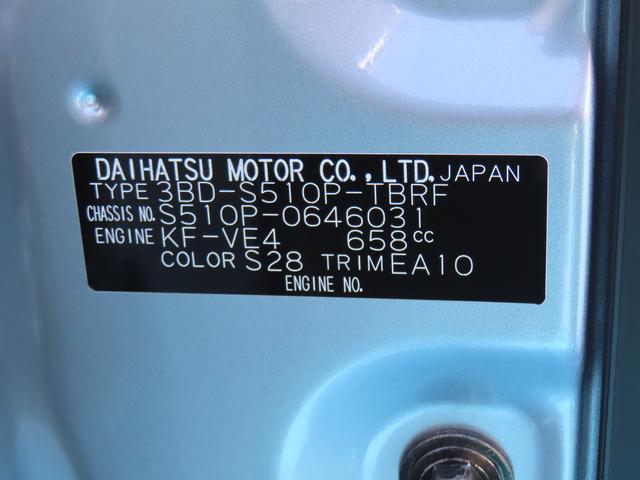 DAIHATSU MOTOR CO.,LTD. JAPAN
TYPE 3BD-S510P-TBRF
CHASSIS NO. S510P-0646031
ENGINE KF-VE4 658cc
COLOR S28 TRIM EA10
ENGINE NO.